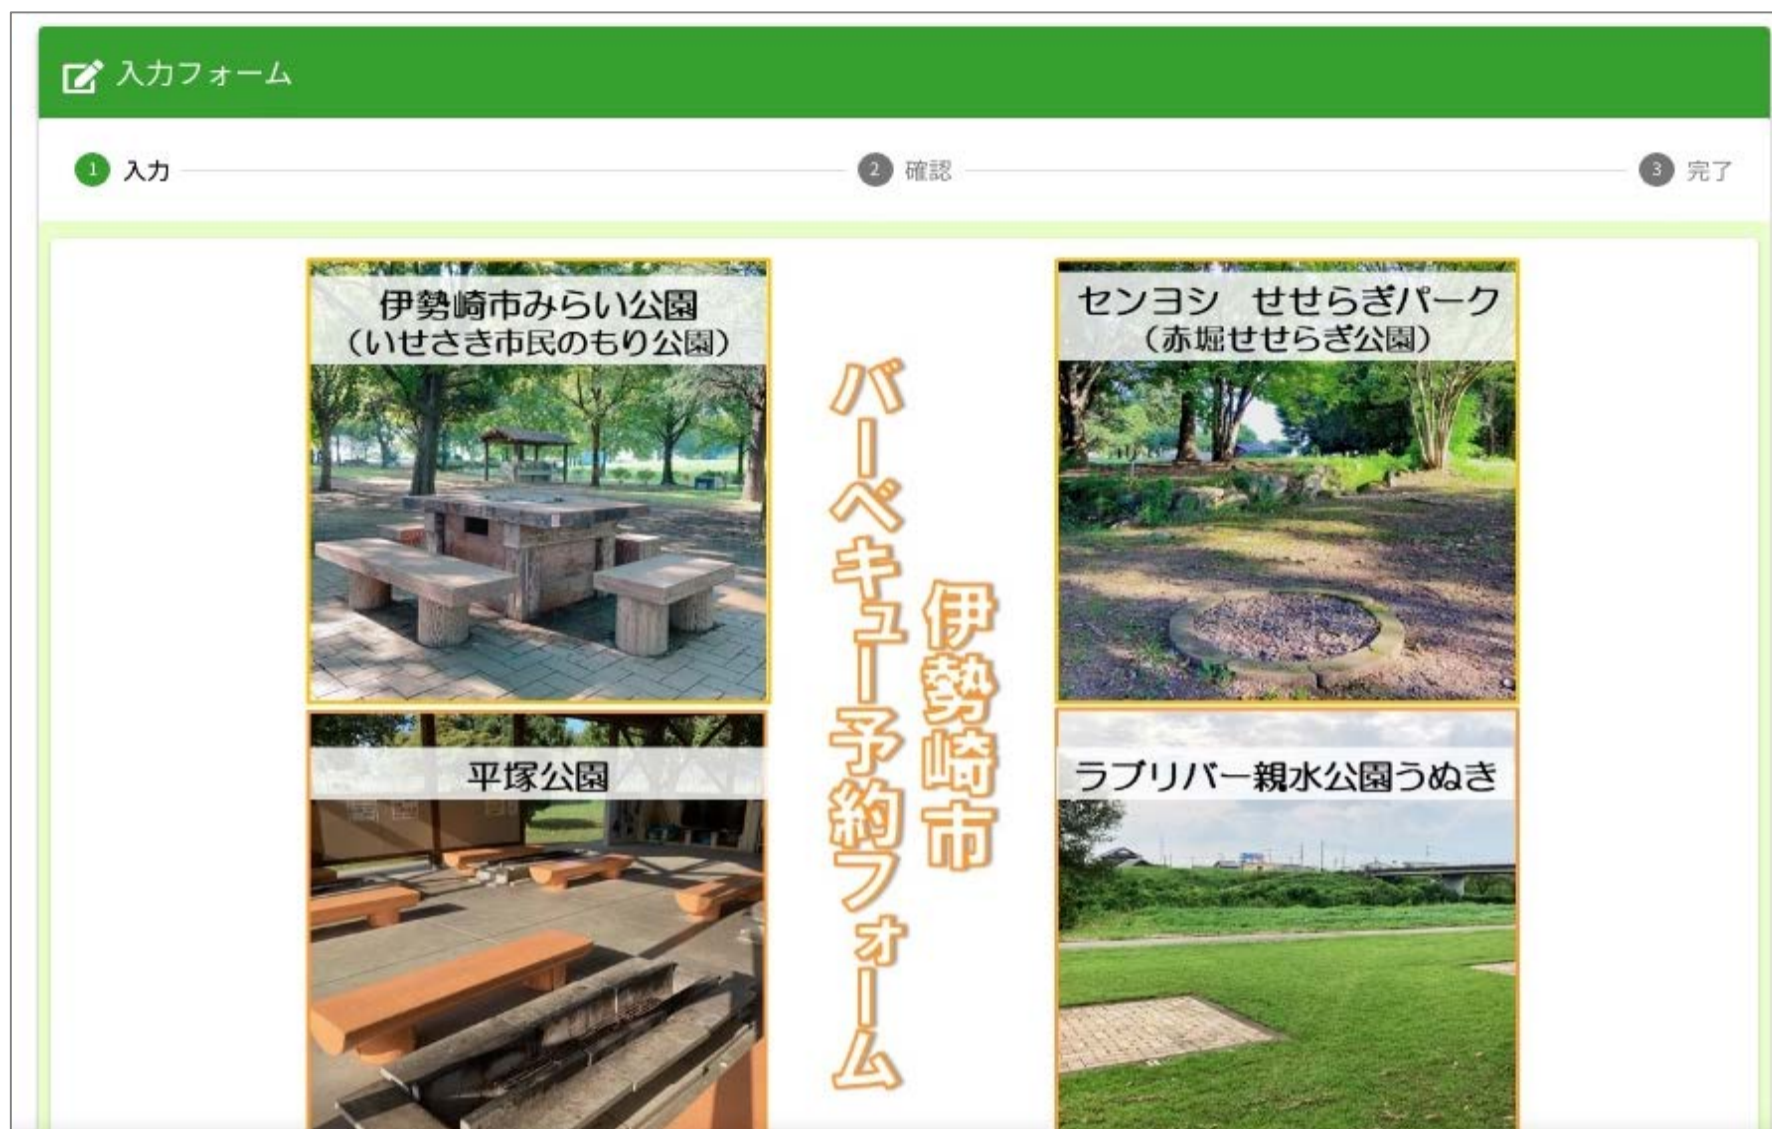 入力フォーム
1 入力
2 確認
3 完了
伊勢崎市みらい公園
（いせさき市民のもり公園）
センヨシ せせらぎパーク
（赤堀せせらぎ公園）
伊勢崎市
バーベキュー予約フォーム
平塚公園
ラブリバー親水公園うぬき